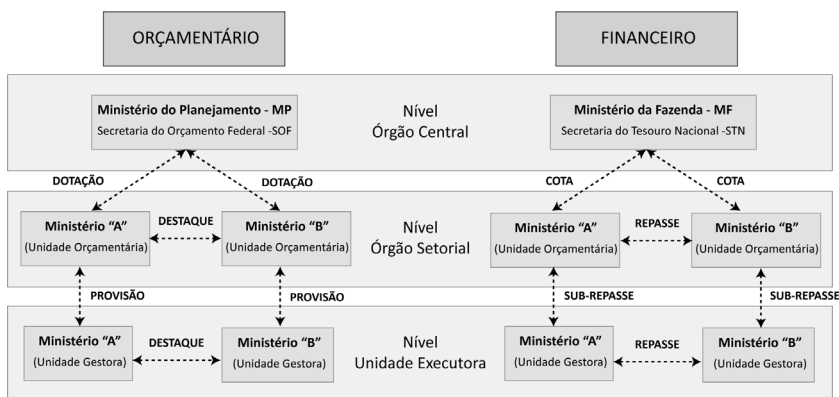 ORÇAMENTÁRIO
FINANCEIRO
Ministério do Planejamento - MP
Secretaria do Orçamento Federal -SOF
Nível
Órgão Central
Ministério da Fazenda - MF
Secretaria do Tesouro Nacional -STN
DOTAÇÃO
DOTAÇÃO
COTA
COTA
Ministério “A”
(Unidade Orçamentária)
DESTAQUE
Ministério “B”
(Unidade Orçamentária)
Nível
Órgão Setorial
Ministério “A”
(Unidade Orçamentária)
REPASSE
Ministério “B”
(Unidade Orçamentária)
PROVISÃO
PROVISÃO
SUB-REPASSE
SUB-REPASSE
Ministério “A”
(Unidade Gestora)
DESTAQUE
Ministério “B”
(Unidade Gestora)
Nível
Unidade Executora
Ministério “A”
(Unidade Gestora)
REPASSE
Ministério “B”
(Unidade Gestora)